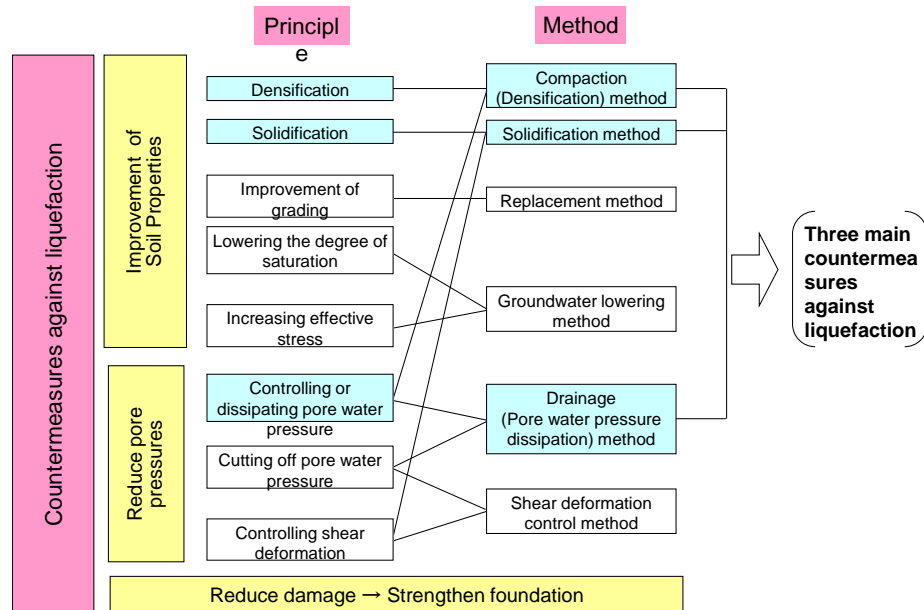 Principl
e
Method
Countermeasures against liquefaction
Improvement of
Soil Properties
Densification
Solidification
Improvement of
grading
Lowering the degree of
saturation
Increasing effective
stress
Reduce pore
pressures
Controlling or
dissipating pore water
pressure
Cutting off pore water
pressure
Controlling shear
deformation
Compaction
(Densification) method
Solidification method
Replacement method
Groundwater lowering
method
Drainage
(Pore water pressure
dissipation) method
Shear deformation
control method
Three main
countermea
sures
against
liquefaction
Reduce damage → Strengthen foundation